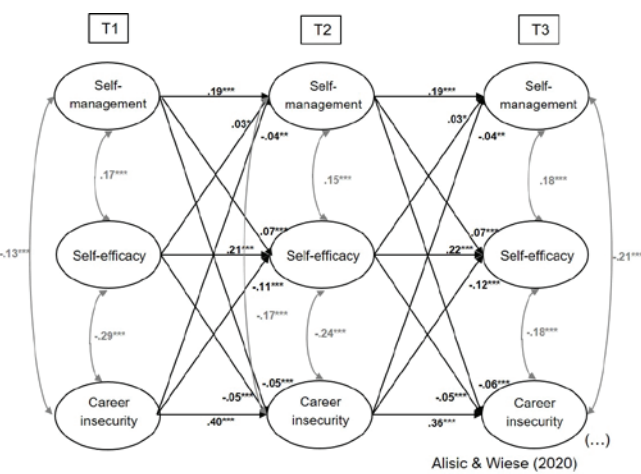 T1
T2
T3
Self-
management
Self-
management
Self-
management
.19***
.19***
.03*
.03*
-.04**
-.04**
.17***
.15***
.18***
-.13***
-.21***
Self-efficacy
Self-efficacy
Self-efficacy
.07***
.07***
.21***
.22***
-.11***
-.12***
-.17***
-.29***
-.24***
-.18***
-.05***
-.05***
-.05***
-.06***
Career
insecurity
Career
insecurity
Career
insecurity
.40***
.36***
(...)
Alisic & Wiese (2020)